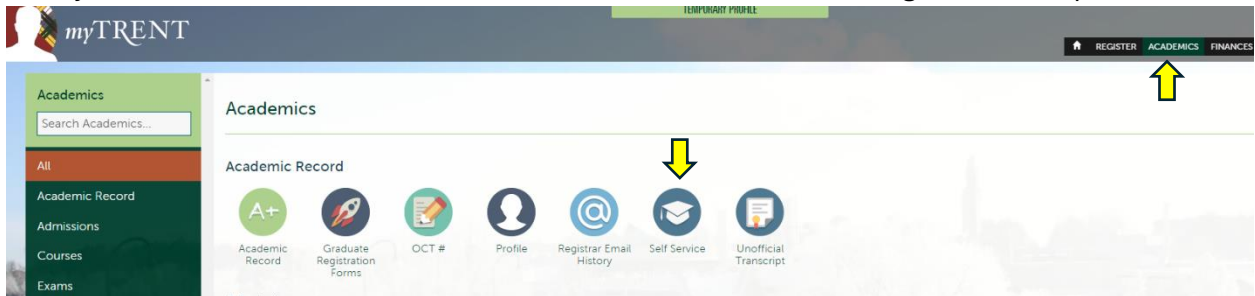 TEMPORARY PROFILE
myTRENT
REGISTER ACADEMICS FINANCES
Academics
Search Academics...
All
Academic Record
Admissions
Courses
Exams
Academics
Academic Record
A+
@
Academic Record
Graduate Registration Forms
OCT #
Profile
Registrar Email History
Self Service
Unofficial Transcript